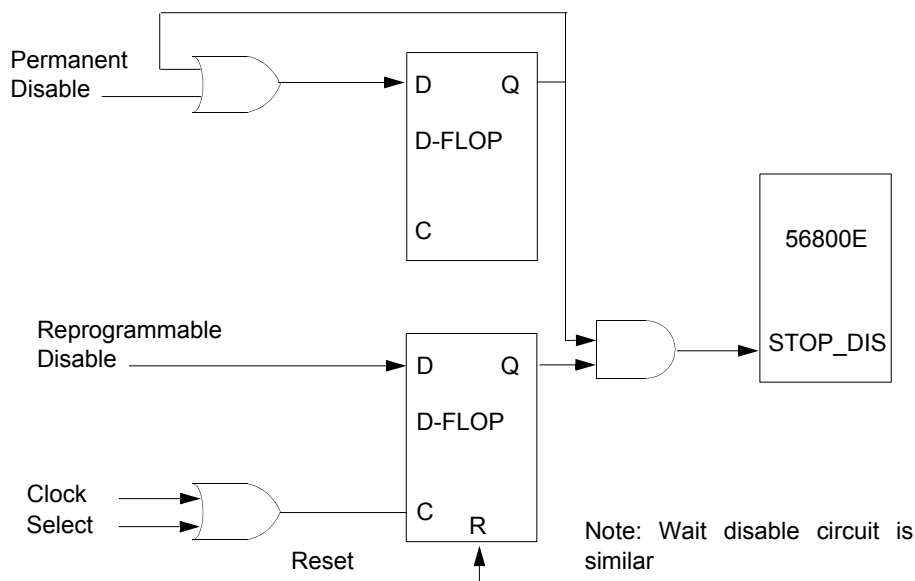 Permanent
Disable
D Q
D-FLOP
C
56800E
STOP_DIS
Reprogrammable
Disable
D Q
D-FLOP
Clock
Select
C
R
Reset
Note: Wait disable circuit is
similar